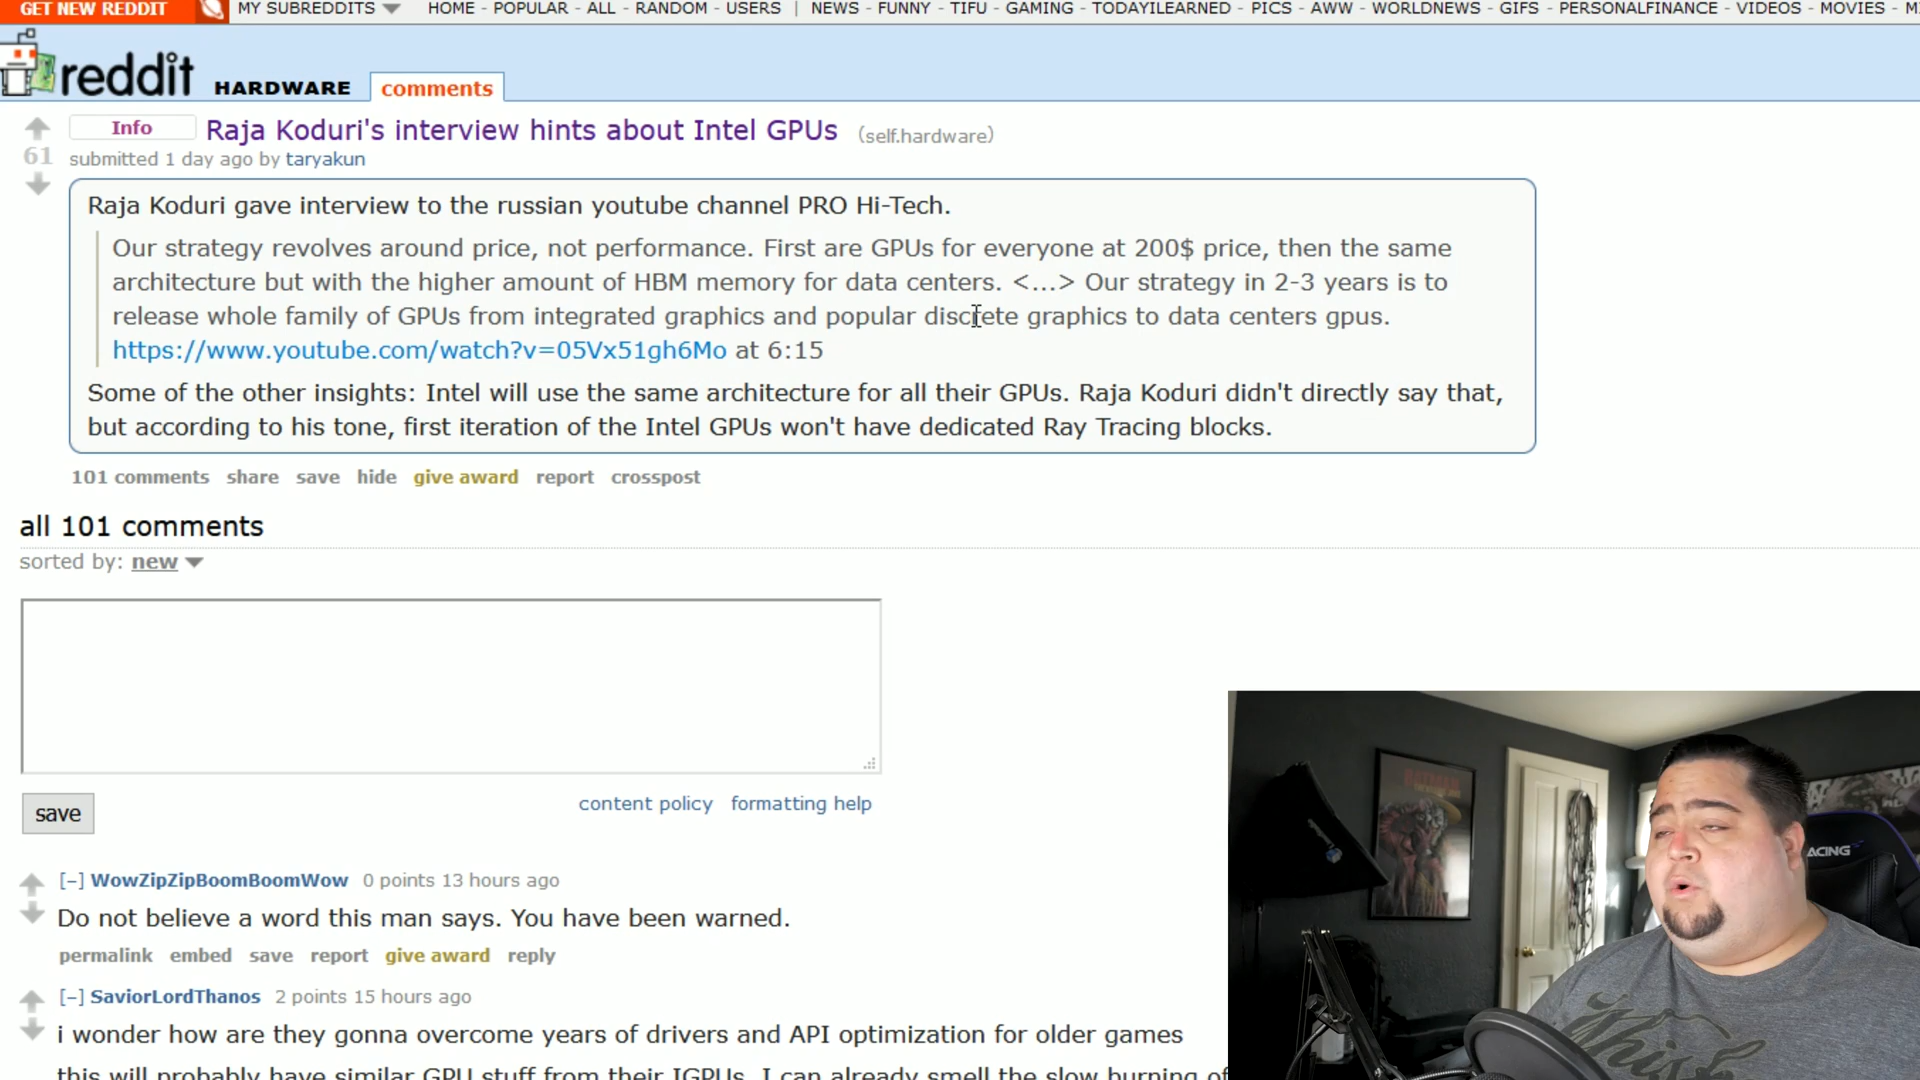 GET NEW REDDIT MY SUBREDDITS HOME - POPULAR - ALL - RANDOM - USERS | NEWS - FUNNY - TIFU - GAMING - TODAYILEARNED - PICS - AWW - WORLDNEWS - GIFS - PERSONALFINANCE - VIDEOS - MOVIES -
reddit HARDWARE comments
Info Raja Koduri's interview hints about Intel GPUs (self.hardware)
61 submitted 1 day ago by taryakun
Raja Koduri gave interview to the russian youtube channel PRO Hi-Tech.
Our strategy revolves around price, not performance. First are GPUs for everyone at 200$ price, then the same
architecture but with the higher amount of HBM memory for data centers. <...> Our strategy in 2-3 years is to
release whole family of GPUs from integrated graphics and popular discrete graphics to data centers gpus.
https://www.youtube.com/watch?v=05Vx51gh6Mo at 6:15
Some of the other insights: Intel will use the same architecture for all their GPUs. Raja Koduri didn't directly say that,
but according to his tone, first iteration of the Intel GPUs won't have dedicated Ray Tracing blocks.
101 comments share save hide give award report crosspost
all 101 comments
sorted by: new
content policy formatting help
save
[–] WowZipZipBoomBoomWow 0 points 13 hours ago
Do not believe a word this man says. You have been warned.
permalink embed save report give award reply
[–] SaviorLordThanos 2 points 15 hours ago
i wonder how are they gonna overcome years of drivers and API optimization for older games
this will probably have similar GPU stuff from their IGPUs. I can already smell the slow burning of
ACING